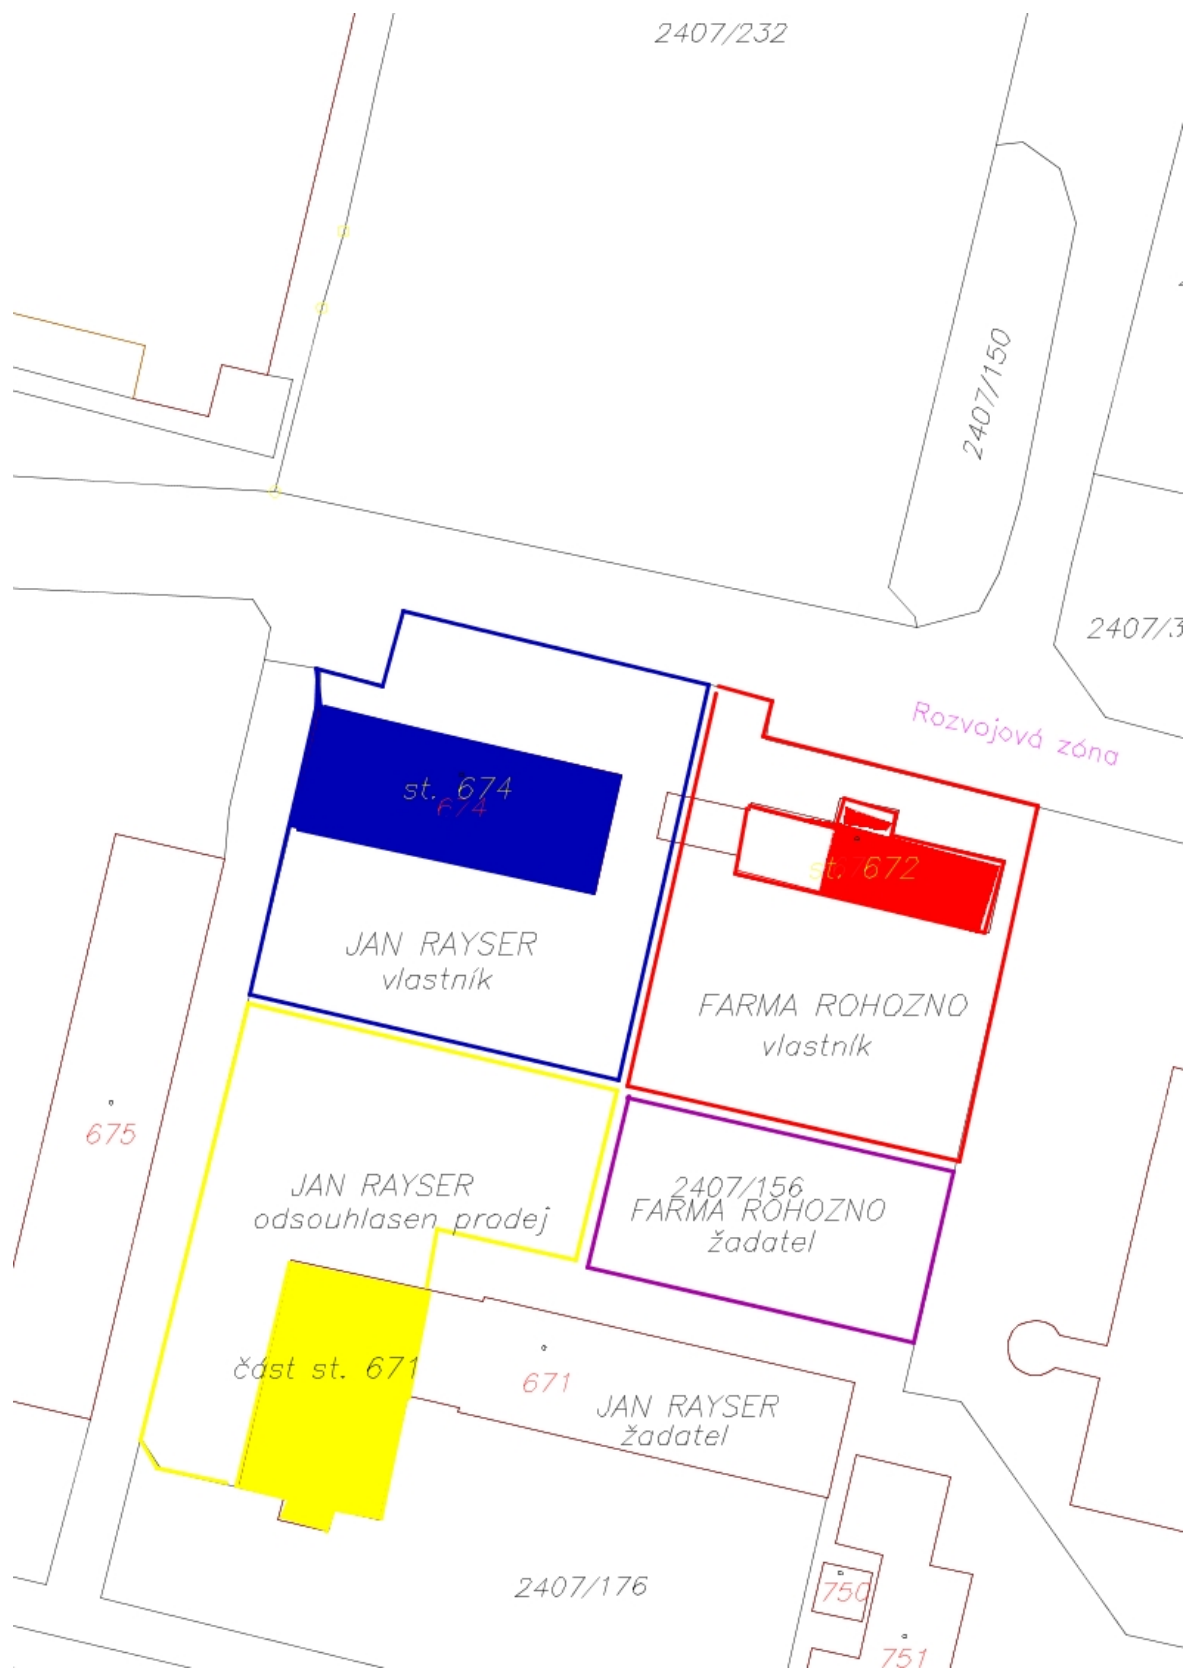 2407/232
2407/150
2407/3
Rozvojová zóna
st. 674
674
st. 672
JAN RAYSER
vlastník
FARMA ROHOZNO
vlastník
675
JAN RAYSER
odsouhlasen prodej
2407/156
FARMA ROHOZNO
žadatel
část st. 671
671
JAN RAYSER
žadatel
2407/176
750
751